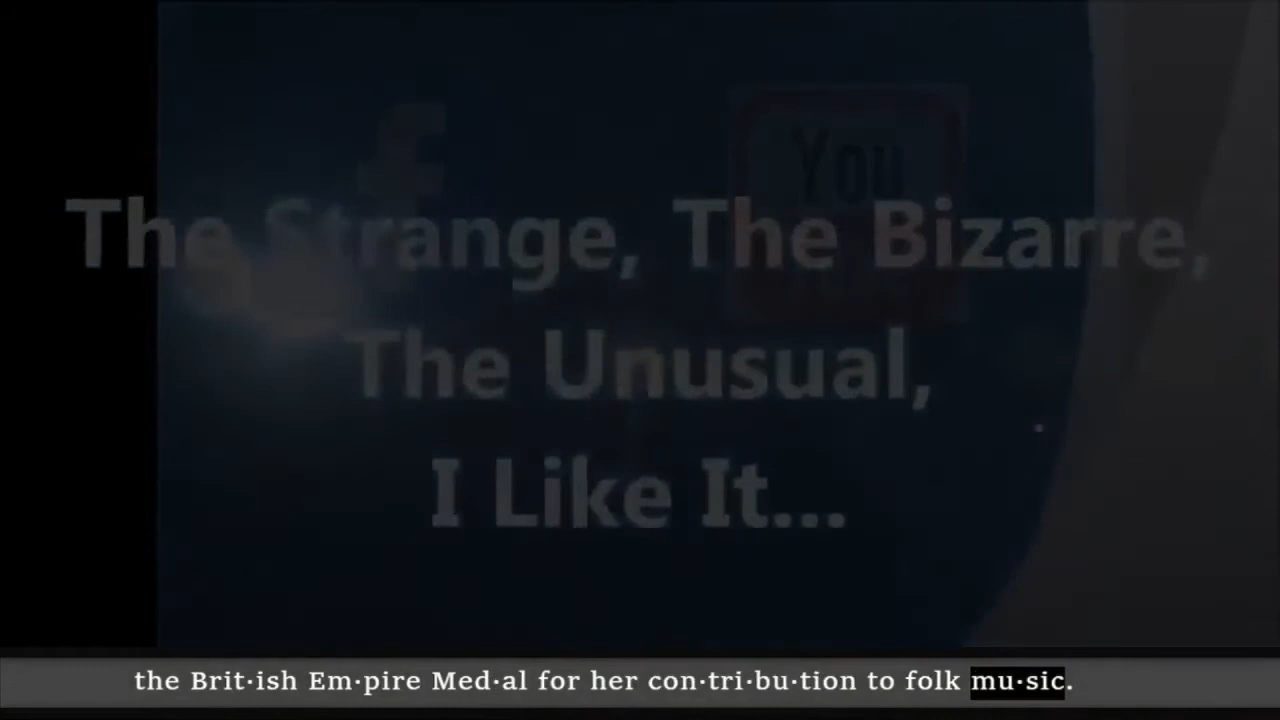 f
You
The Strange, The Bizarre,
The Unusual,
I Like It...
the Brit·ish Em·pire Med·al for her con·tri·bu·tion to folk mu·sic.